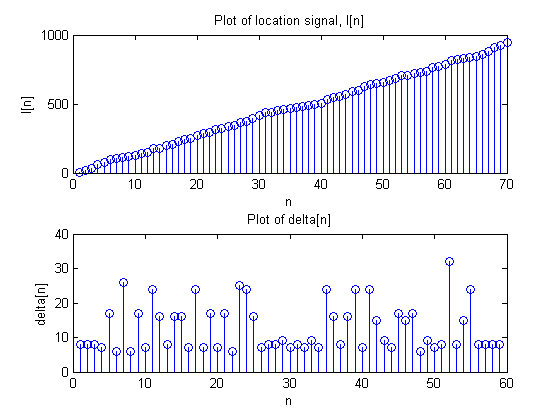 Plot of location signal, l[n]
1000
500
0
l[n]
0 10 20 30 40 50 60 70
n
Plot of delta[n]
40
30
20
10
0
delta[n]
0 10 20 30 40 50 60
n